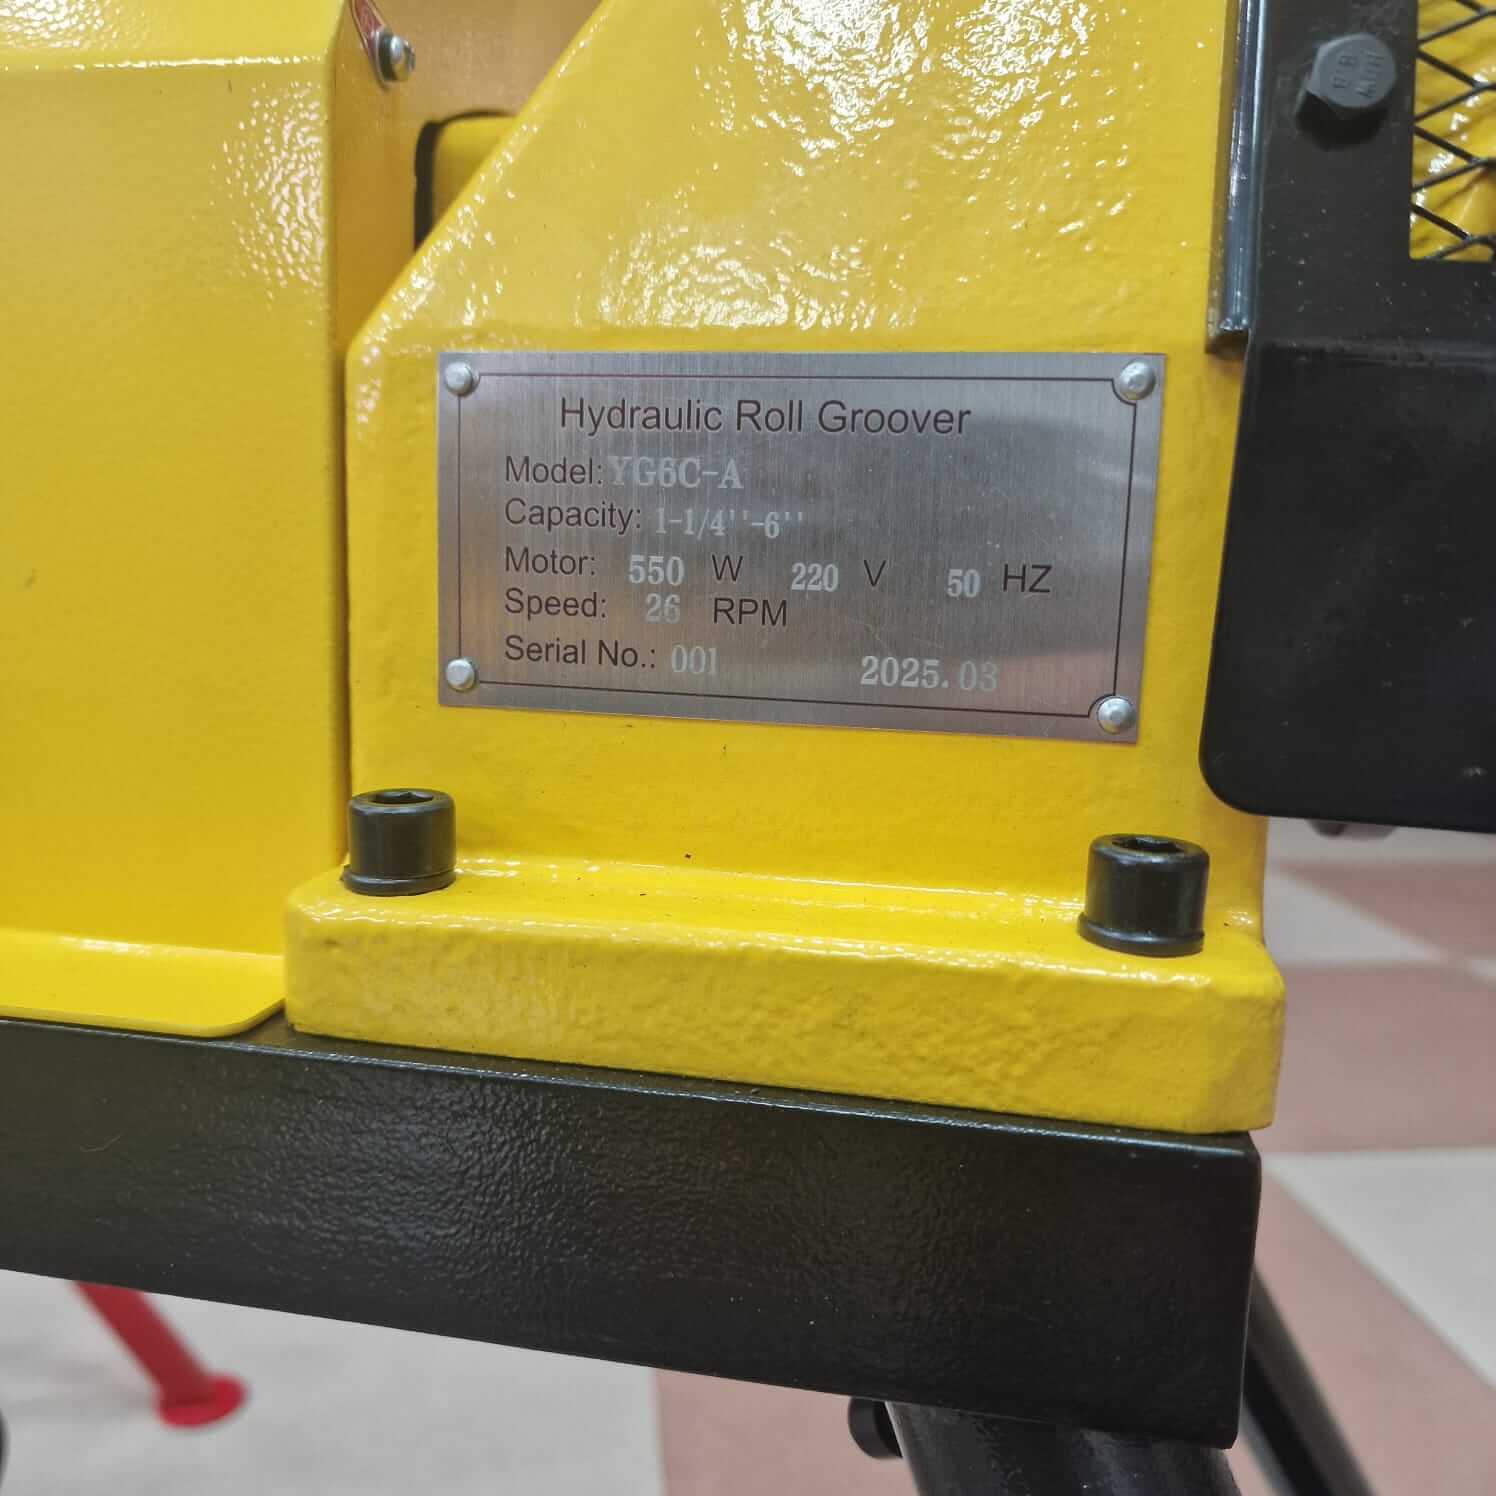 Hydraulic Roll Groover
Model: YG6C-A
Capacity: 1-1/4''-6''
Motor: 550 W 220 V 50 HZ
Speed: 26 RPM
Serial No.: 001 2025.03